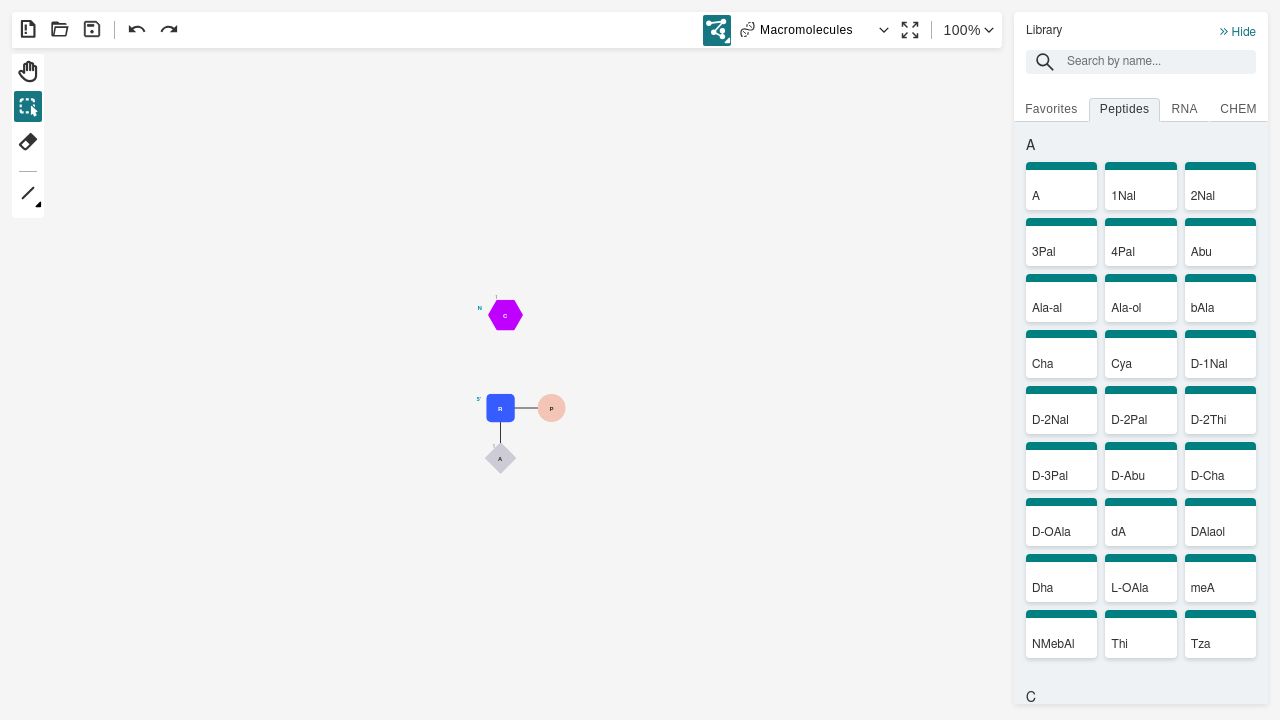 Macromolecules
100%
Library
Hide
Search by name...
Favorites
Peptides
RNA
CHEM
A
A
1Nal
2Nal
3Pal
4Pal
Abu
Ala-al
Ala-ol
bAla
Cha
Cya
D-1Nal
D-2Nal
D-2Pal
D-2Thi
D-3Pal
D-Abu
D-Cha
D-OAla
dA
DAlaol
Dha
L-OAla
meA
NMebAl
Thi
Tza
C
1
N
C
5'
R
P
1
A